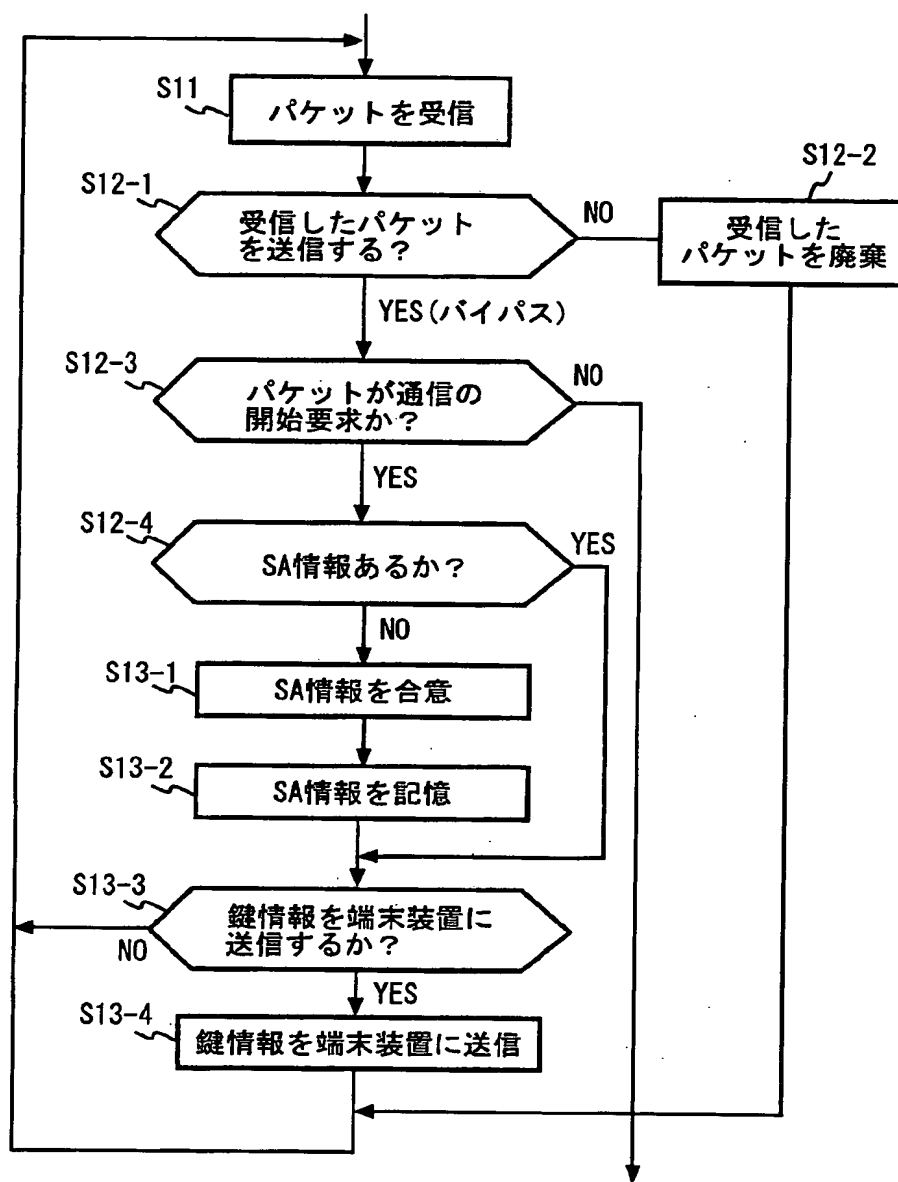 S11
パケットを受信
S12-1
受信したパケット
を送信する?
NO
S12-2
受信した
パケットを廃棄
YES(バイパス)
S12-3
パケットが通信の
開始要求か?
NO
YES
S12-4
SA情報あるか?
YES
NO
S13-1
SA情報を合意
S13-2
SA情報を記憶
S13-3
鍵情報を端末装置に
送信するか?
NO
YES
S13-4
鍵情報を端末装置に送信